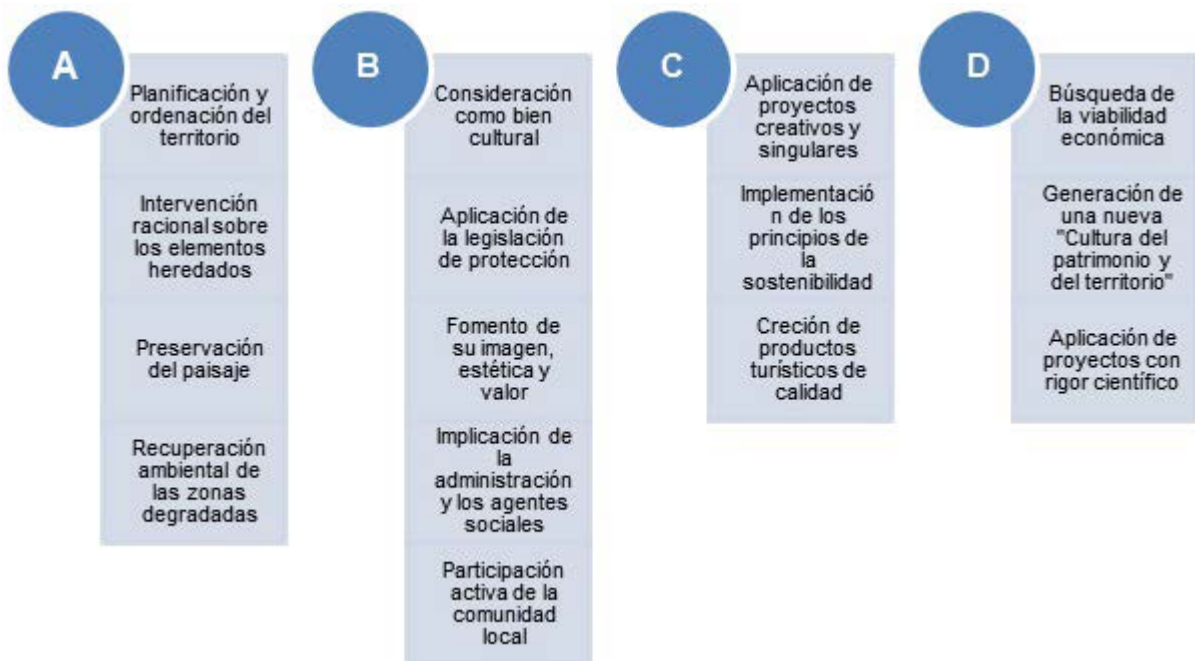 A
Planificación y
ordenación del
territorio
Intervención
racional sobre
los elementos
heredados
Preservación
del paisaje
Recuperación
ambiental de
las zonas
degradadas
B
Consideración
como bien
cultural
Aplicación de
la legislación
de protección
Fomento de
su imagen,
estética y
valor
Implicación de
la
administración
y los agentes
sociales
Participación
activa de la
comunidad
local
C
Aplicación de
proyectos
creativos y
singulares
Implementació
n de los
principios de
la
sostenibilidad
Creción de
productos
turísticos de
calidad
D
Búsqueda de
la viabilidad
económica
Generación de
una nueva
"Cultura del
patrimonio y
del territorio"
Aplicación de
proyectos con
rigor científico